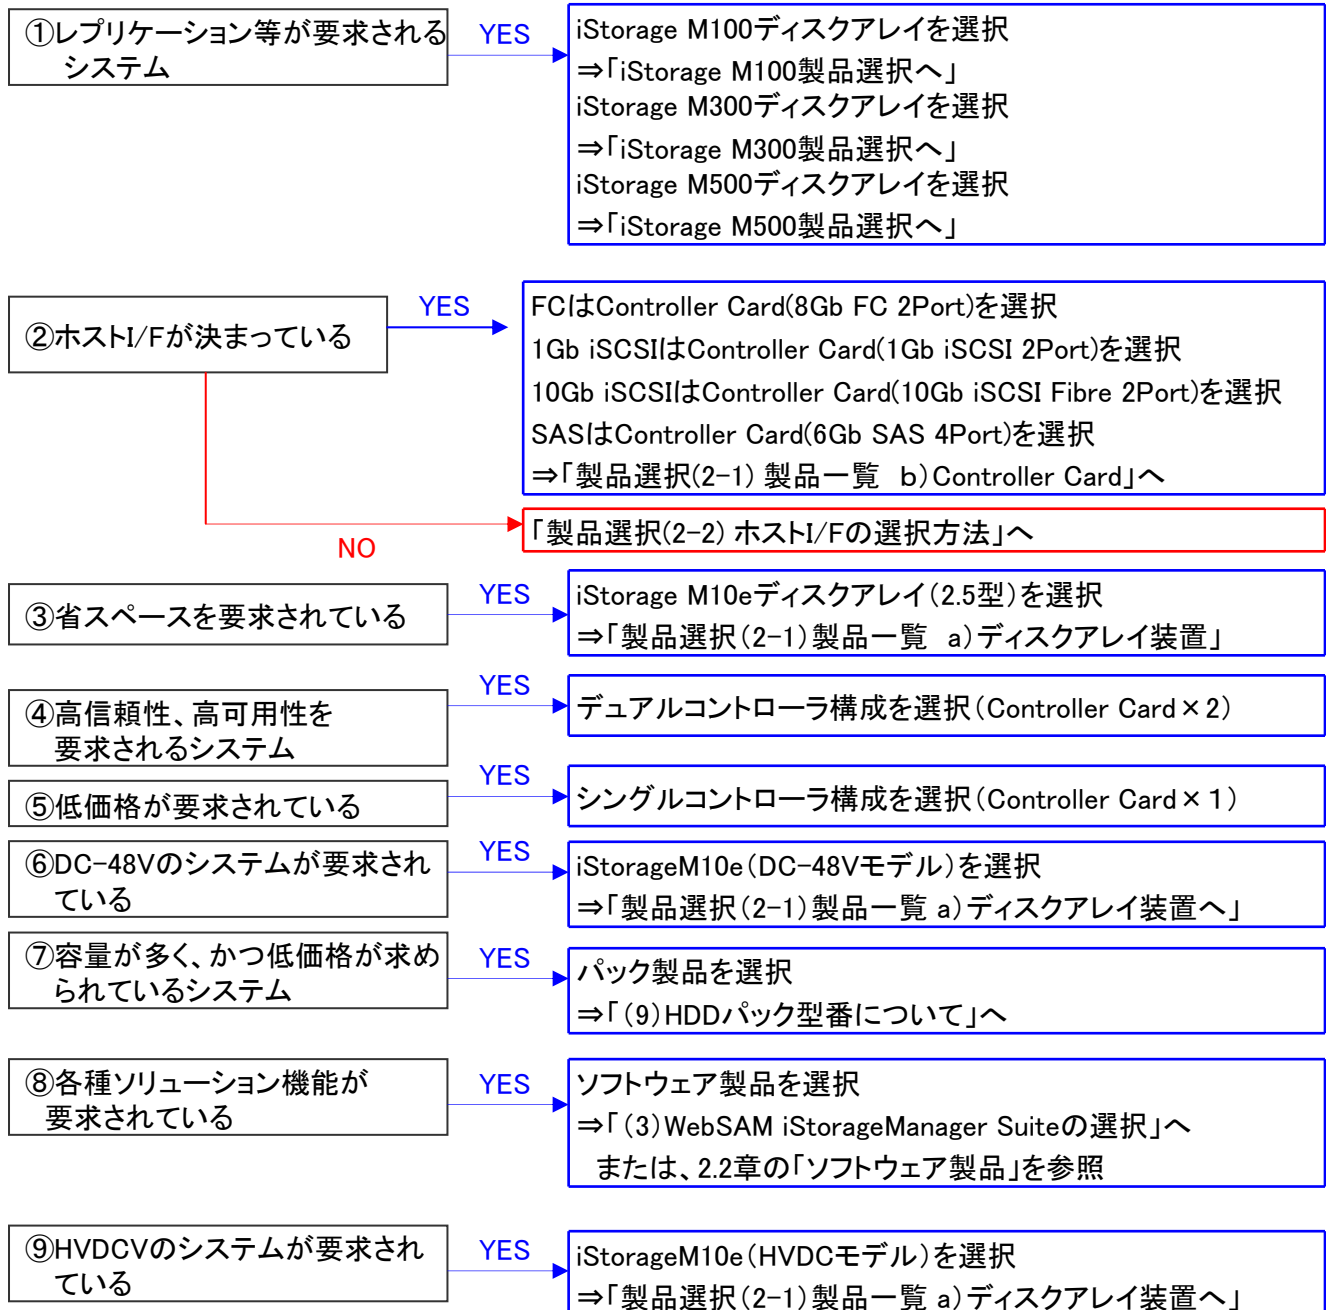 ①レプリケーション等が要求される
システム
YES
iStorage M100ディスクアレイを選択
⇒「iStorage M100製品選択へ」
iStorage M300ディスクアレイを選択
⇒「iStorage M300製品選択へ」
iStorage M500ディスクアレイを選択
⇒「iStorage M500製品選択へ」
②ホストI/Fが決まっている
YES
FCはController Card(8Gb FC 2Port)を選択
1Gb iSCSIはController Card(1Gb iSCSI 2Port)を選択
10Gb iSCSIはController Card(10Gb iSCSI Fibre 2Port)を選択
SASはController Card(6Gb SAS 4Port)を選択
⇒「製品選択(2-1) 製品一覧　b）Controller Card」へ
NO
「製品選択(2-2) ホストI/Fの選択方法」へ
③省スペースを要求されている
YES
iStorage M10eディスクアレイ（2.5型）を選択
⇒「製品選択（2-1）製品一覧　a）ディスクアレイ装置」
④高信頼性、高可用性を
要求されるシステム
YES
デュアルコントローラ構成を選択（Controller Card×2）
⑤低価格が要求されている
YES
シングルコントローラ構成を選択（Controller Card×１）
⑥DC-48Vのシステムが要求され
ている
YES
iStorageM10e（DC-48Vモデル）を選択
⇒「製品選択（2-1）製品一覧 a）ディスクアレイ装置へ」
⑦容量が多く、かつ低価格が求め
られているシステム
YES
パック製品を選択
⇒「（9）HDDパック型番について」へ
⑧各種ソリューション機能が
要求されている
YES
ソフトウェア製品を選択
⇒「（3）WebSAM iStorageManager Suiteの選択」へ
または、2.2章の「ソフトウェア製品」を参照
⑨HVDCVのシステムが要求され
ている
YES
iStorageM10e（HVDCモデル）を選択
⇒「製品選択（2-1）製品一覧 a）ディスクアレイ装置へ」